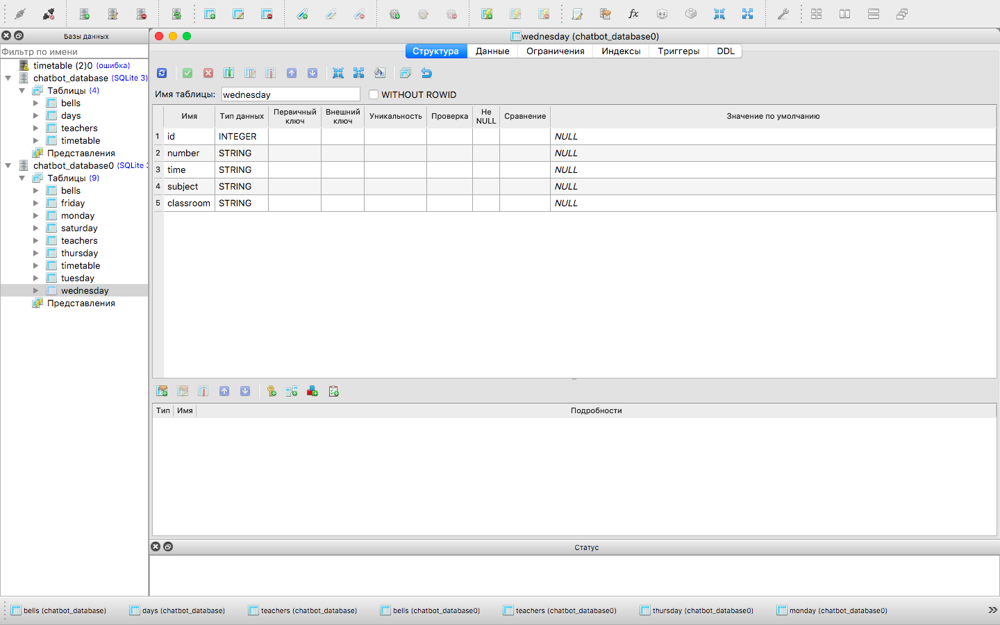 fx
Базы данных
wednesday (chatbot_database0)
Фильтр по имени
Структура Данные Ограничения Индексы Триггеры DDL
timetable (2)0 (ошибка)
chatbot_database (SQLite 3)
Таблицы (4)
bells
days
teachers
timetable
Представления
chatbot_database0 (SQLite 3
Таблицы (9)
bells
friday
monday
saturday
teachers
thursday
timetable
tuesday
wednesday
Представления
Имя таблицы: wednesday WITHOUT ROWID
Имя Тип данных Первичный ключ Внешний ключ Уникальность Проверка Не NULL Сравнение Значение по умолчанию
1 id INTEGER NULL
2 number STRING NULL
3 time STRING NULL
4 subject STRING NULL
5 classroom STRING NULL
Тип Имя Подробности
Статус
bells (chatbot_database) days (chatbot_database) teachers (chatbot_database) bells (chatbot_database0) teachers (chatbot_database0) thursday (chatbot_database0) monday (chatbot_database0)